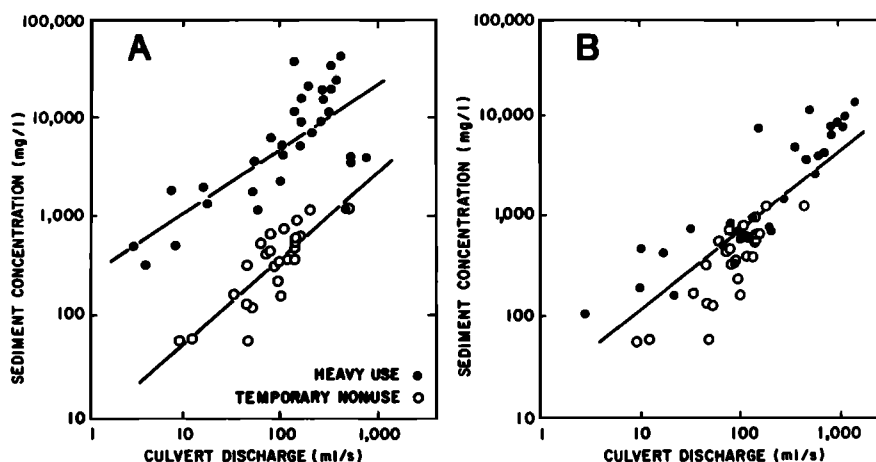 A
100,000
10,000
1,000
100
10
SEDIMENT CONCENTRATION (mg/l)
HEAVY USE
TEMPORARY NONUSE
1
10
100
1,000
CULVERT DISCHARGE (ml/s)
B
100,000
10,000
1,000
100
10
SEDIMENT CONCENTRATION (mg/l)
1
10
100
1,000
CULVERT DISCHARGE (ml/s)